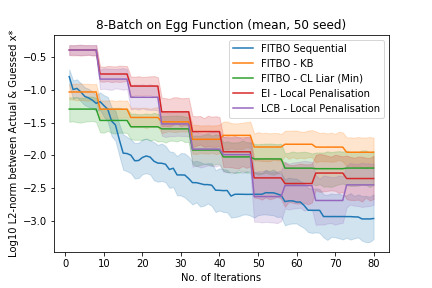 8-Batch on Egg Function (mean, 50 seed)
Log10 L2-norm between Actual & Guessed x*
−0.5
−1.0
−1.5
−2.0
−2.5
−3.0
FITBO Sequential
FITBO - KB
FITBO - CL Liar (Min)
EI - Local Penalisation
LCB - Local Penalisation
0 10 20 30 40 50 60 70 80
No. of Iterations